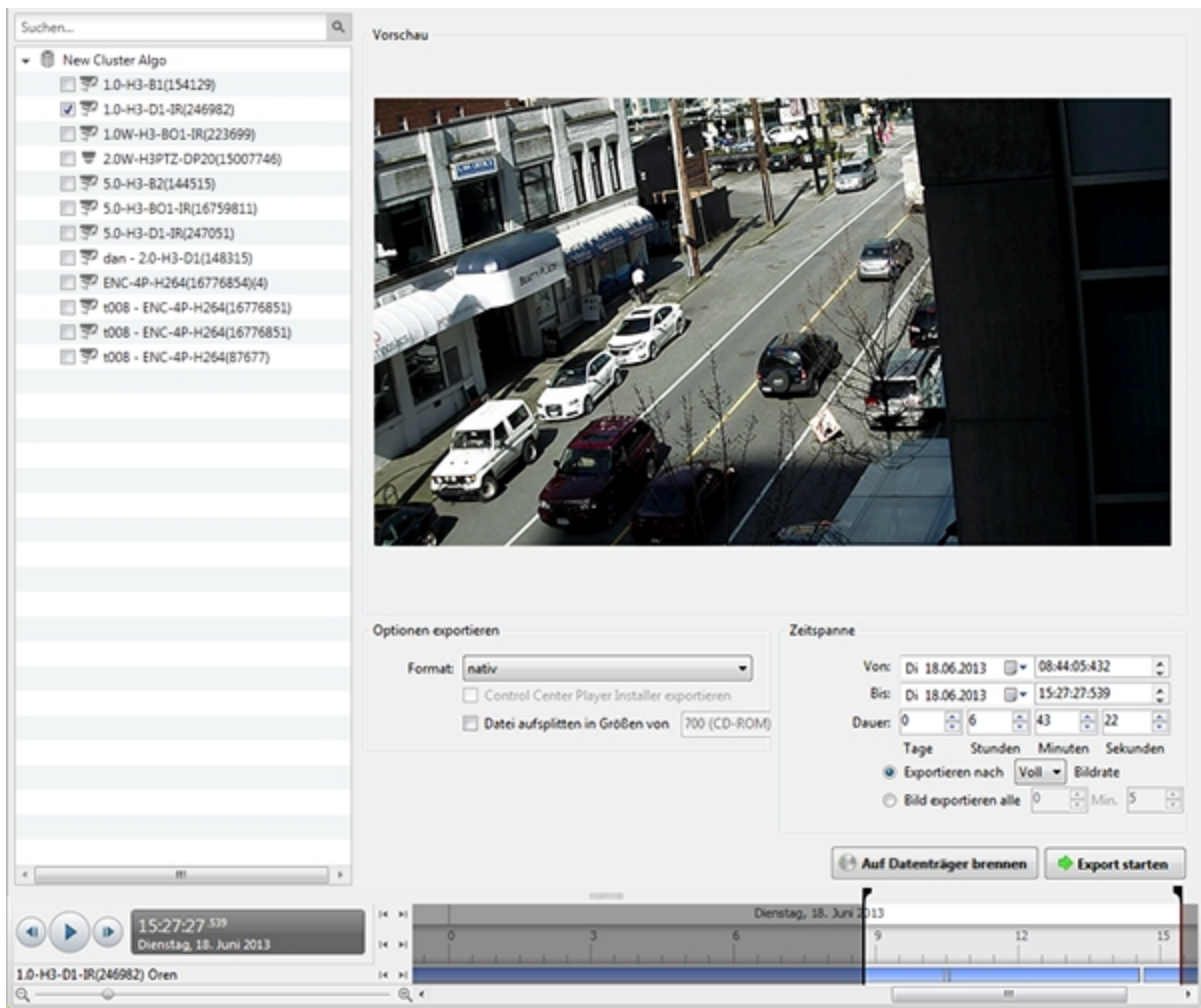 Suchen...
New Cluster Algo
1.0-H3-B1(154129)
1.0-H3-D1-IR(246982)
1.0W-H3-BO1-IR(223699)
2.0W-H3PTZ-DP20(15007746)
5.0-H3-B2(144515)
5.0-H3-BO1-IR(16759811)
5.0-H3-D1-IR(247051)
dan - 2.0-H3-D1(148315)
ENC-4P-H264(16776854)(4)
t008 - ENC-4P-H264(16776851)
t008 - ENC-4P-H264(16776851)
t008 - ENC-4P-H264(87677)
Vorschau
BEATTY PLACE
Optionen exportieren
Format: nativ
Control Center Player Installer exportieren
Datei aufsplitten in Größen von 700 (CD-ROM)
Zeitspanne
Von: Di 18.06.2013 08:44:05:432
Bis: Di 18.06.2013 15:27:27:539
Dauer: 0 6 43 22
Tage Stunden Minuten Sekunden
Exportieren nach Voll Bildrate
Bild exportieren alle 0 Min. 5
Auf Datenträger brennen Export starten
15:27:27.539
Dienstag, 18. Juni 2013
Dienstag, 18. Juni 2013
0 3 6 9 12 15
1.0-H3-D1-IR(246982) Oren